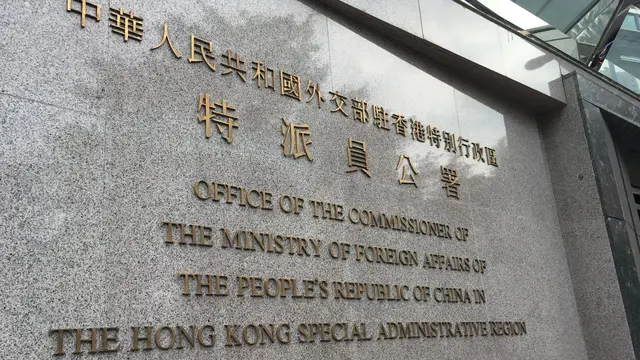 中華人民共和國外交部駐香港特別行政區
特派員公署
OFFICE OF THE COMMISSIONER OF
THE MINISTRY OF FOREIGN AFFAIRS OF
THE PEOPLE'S REPUBLIC OF CHINA IN
THE HONG KONG SPECIAL ADMINISTRATIVE REGION